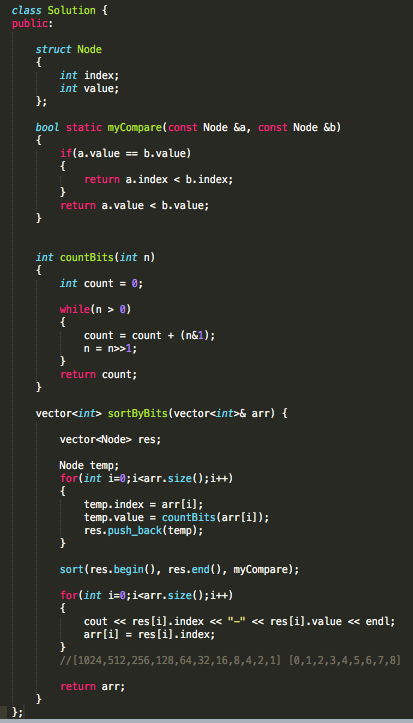 class Solution {
public:
    struct Node
    {
        int index;
        int value;
    };
    bool static myCompare(const Node &a, const Node &b)
    {
        if(a.value == b.value)
        {
            return a.index < b.index;
        }
        return a.value < b.value;
    }
    int countBits(int n)
    {
        int count = 0;
        while(n > 0)
        {
            count = count + (n&1);
            n = n>>1;
        }
        return count;
    }
    vector<int> sortByBits(vector<int>& arr) {
        vector<Node> res;
        Node temp;
        for(int i=0;i<arr.size();i++)
        {
            temp.index = arr[i];
            temp.value = countBits(arr[i]);
            res.push_back(temp);
        }
        sort(res.begin(), res.end(), myCompare);
        for(int i=0;i<arr.size();i++)
        {
            cout << res[i].index << "-" << res[i].value << endl;
            arr[i] = res[i].index;
        }
        //[1024,512,256,128,64,32,16,8,4,2,1] [0,1,2,3,4,5,6,7,8]
        return arr;
    }
};